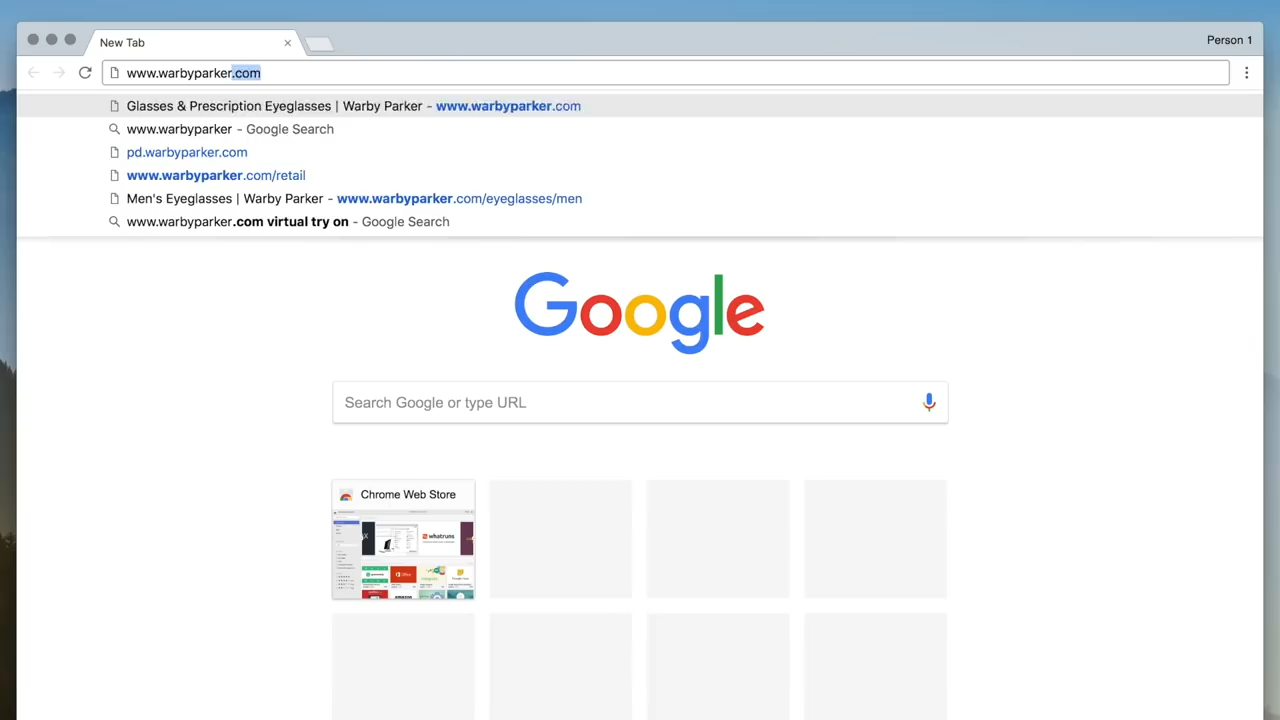 New Tab
Person 1
www.warbyparker.com
Glasses & Prescription Eyeglasses | Warby Parker - www.warbyparker.com
www.warbyparker - Google Search
pd.warbyparker.com
www.warbyparker.com/retail
Men's Eyeglasses | Warby Parker - www.warbyparker.com/eyeglasses/men
www.warbyparker.com virtual try on - Google Search
Google
Search Google or type URL
Chrome Web Store
whatruns
Office